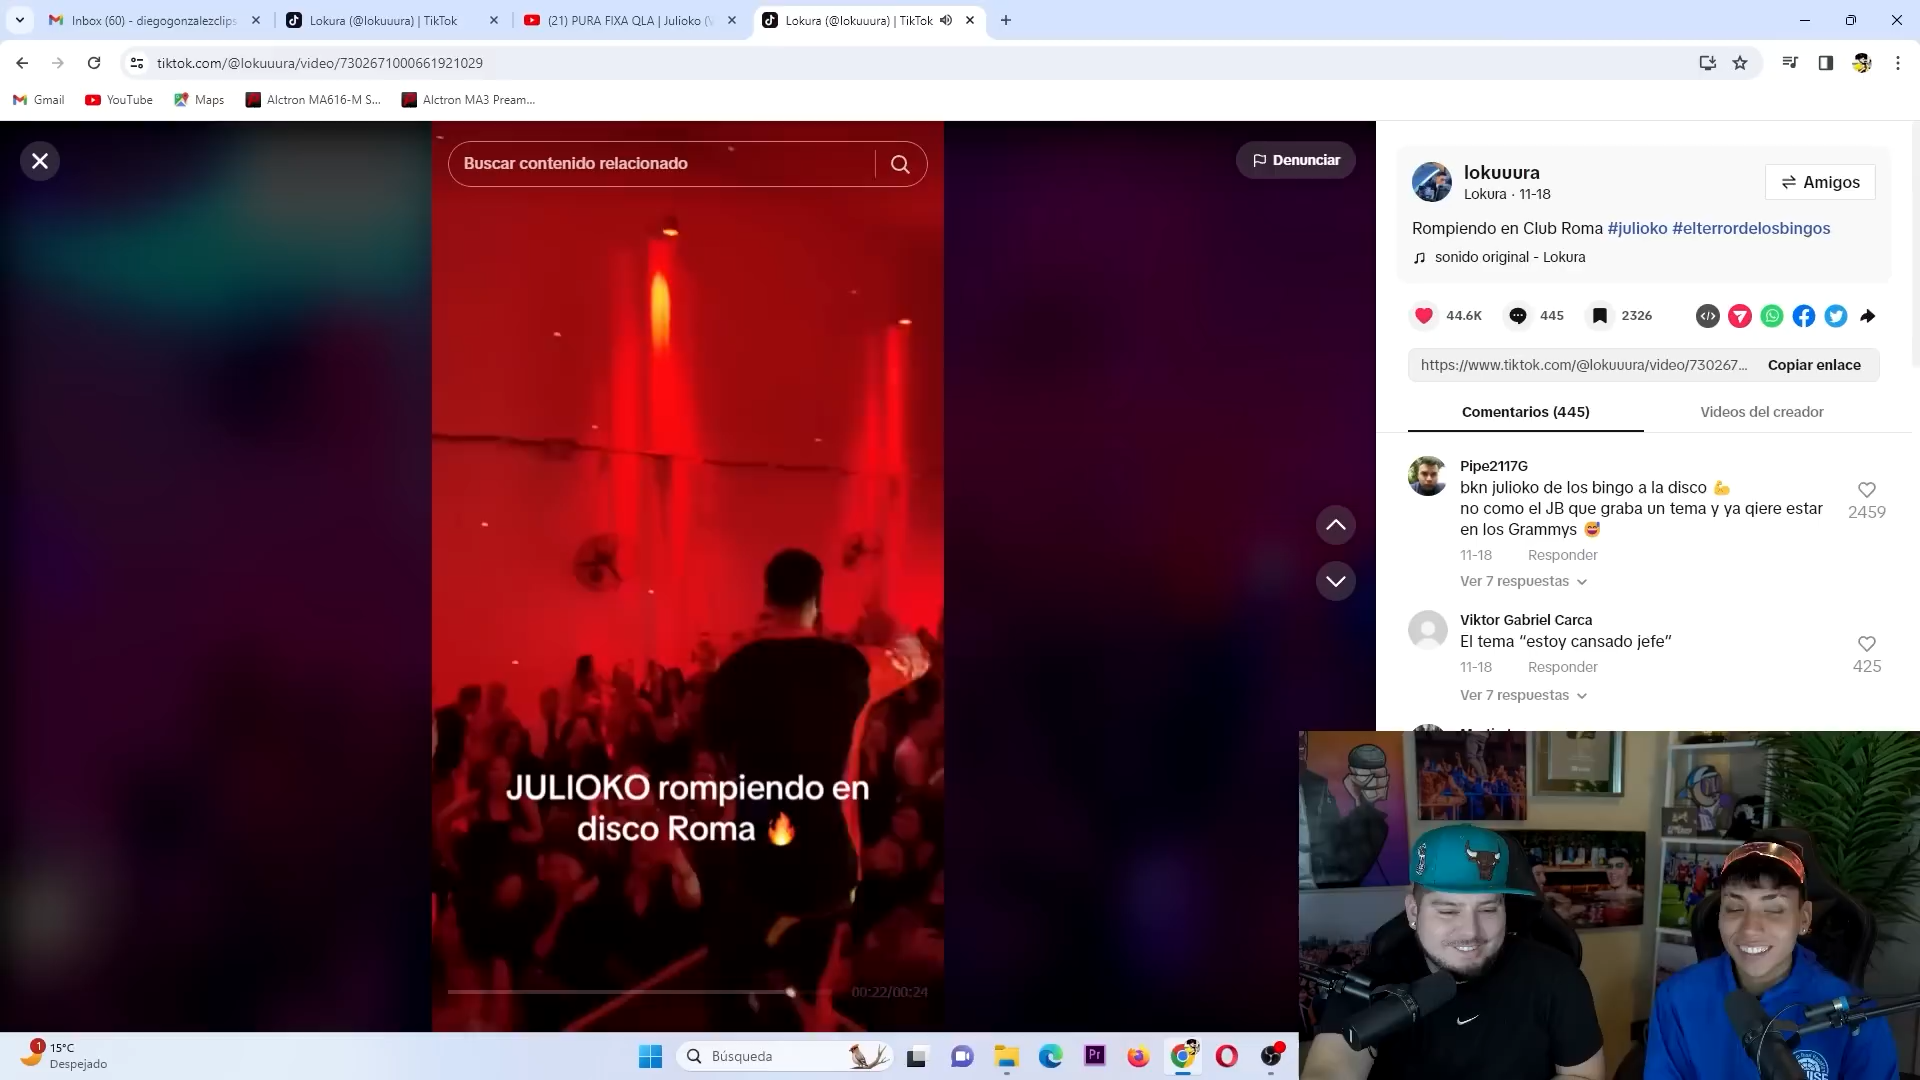 Inbox (60) - diegogonzalezclips
Lokura (@lokuuura) | TikTok
(21) PURA FIXA QLA | Julioko (
Lokura (@lokuuura) | TikTok
tiktok.com/@lokuuura/video/7302671000661921029
Gmail
YouTube
Maps
Alctron MA616-M S...
Alctron MA3 Pream...
Buscar contenido relacionado
Denunciar
JULIOKO rompiendo en
disco Roma 🔥
00:22/00:24
lokuuura
Lokura · 11-18
Amigos
Rompiendo en Club Roma #julioko #elterrordelosbingos
sonido original - Lokura
44.6K
445
2326
https://www.tiktok.com/@lokuuura/video/730267...
Copiar enlace
Comentarios (445)
Videos del creador
Pipe2117G
bkn julioko de los bingo a la disco 💪
no como el JB que graba un tema y ya qiere estar
en los Grammys 😅
2459
11-18 Responder
Ver 7 respuestas
Viktor Gabriel Carca
El tema “estoy cansado jefe”
425
11-18 Responder
Ver 7 respuestas
1
15°C
Despejado
Búsqueda
Pr